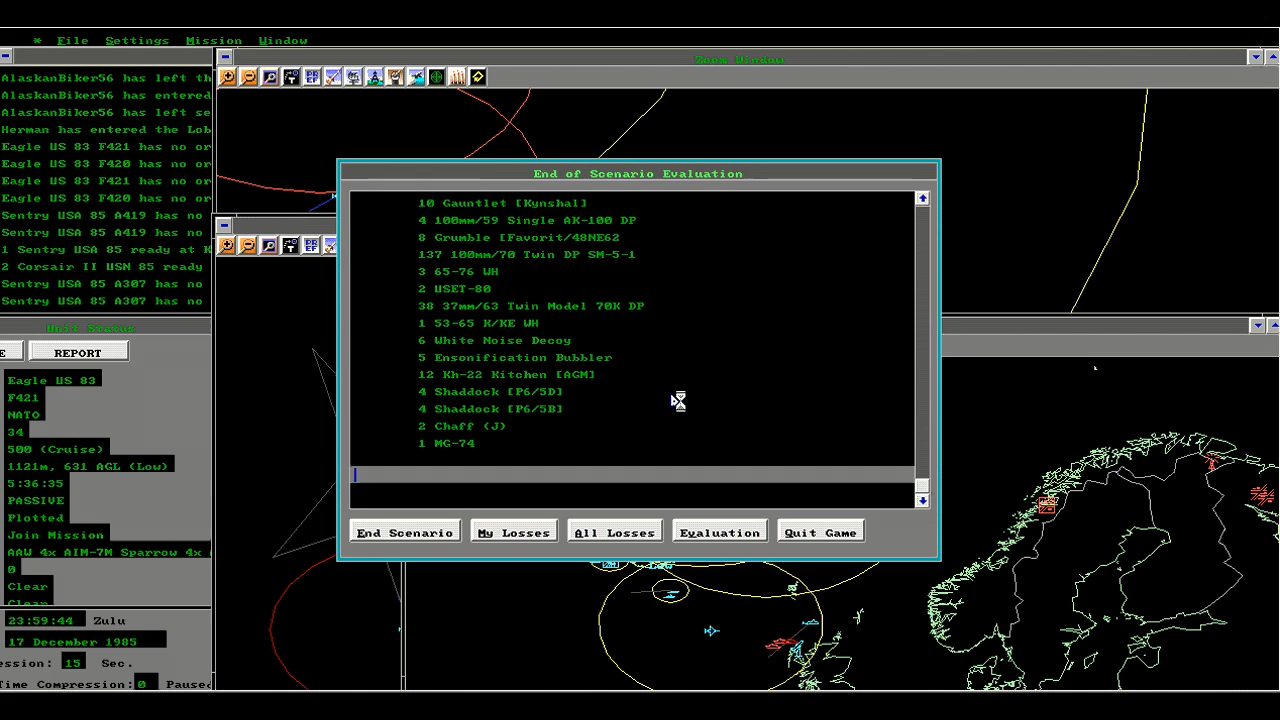 * File Settings Mission Window
AlaskanBiker56 has left th
AlaskanBiker56 has entered
AlaskanBiker56 has left se
Herman has entered the Lob
Eagle US 83 F421 has no or
Eagle US 83 F420 has no or
Eagle US 83 F421 has no or
Eagle US 83 F420 has no or
Sentry USA 85 A419 has no
Sentry USA 85 A419 has no
1 Sentry USA 85 ready at K
2 Corsair II USN 85 ready
Sentry USA 85 A307 has no
Sentry USA 85 A307 has no
Zoom Window
End of Scenario Evaluation
10 Gauntlet [Kynshal]
4 100mm/59 Single AK-100 DP
8 Grumble [Favorit/48NE62
137 100mm/70 Twin DP SM-5-1
3 65-76 WH
2 USET-80
38 37mm/63 Twin Model 70K DP
1 53-65 K/KE WH
6 White Noise Decoy
5 Ensonification Bubbler
12 Kh-22 Kitchen [AGM]
4 Shaddock [P6/5D]
4 Shaddock [P6/5B]
2 Chaff (J)
1 MG-74
End Scenario My Losses All Losses Evaluation Quit Game
Unit Status
E REPORT
Eagle US 83
F421
NATO
34
500 (Cruise)
1121m, 631 AGL (Low)
5:36:35
PASSIVE
Plotted
Join Mission
AAW 4x AIM-7M Sparrow 4x
0
Clear
Clear
23:59:44 Zulu
17 December 1985
ession: 15 Sec.
Time Compression: 0 Paused